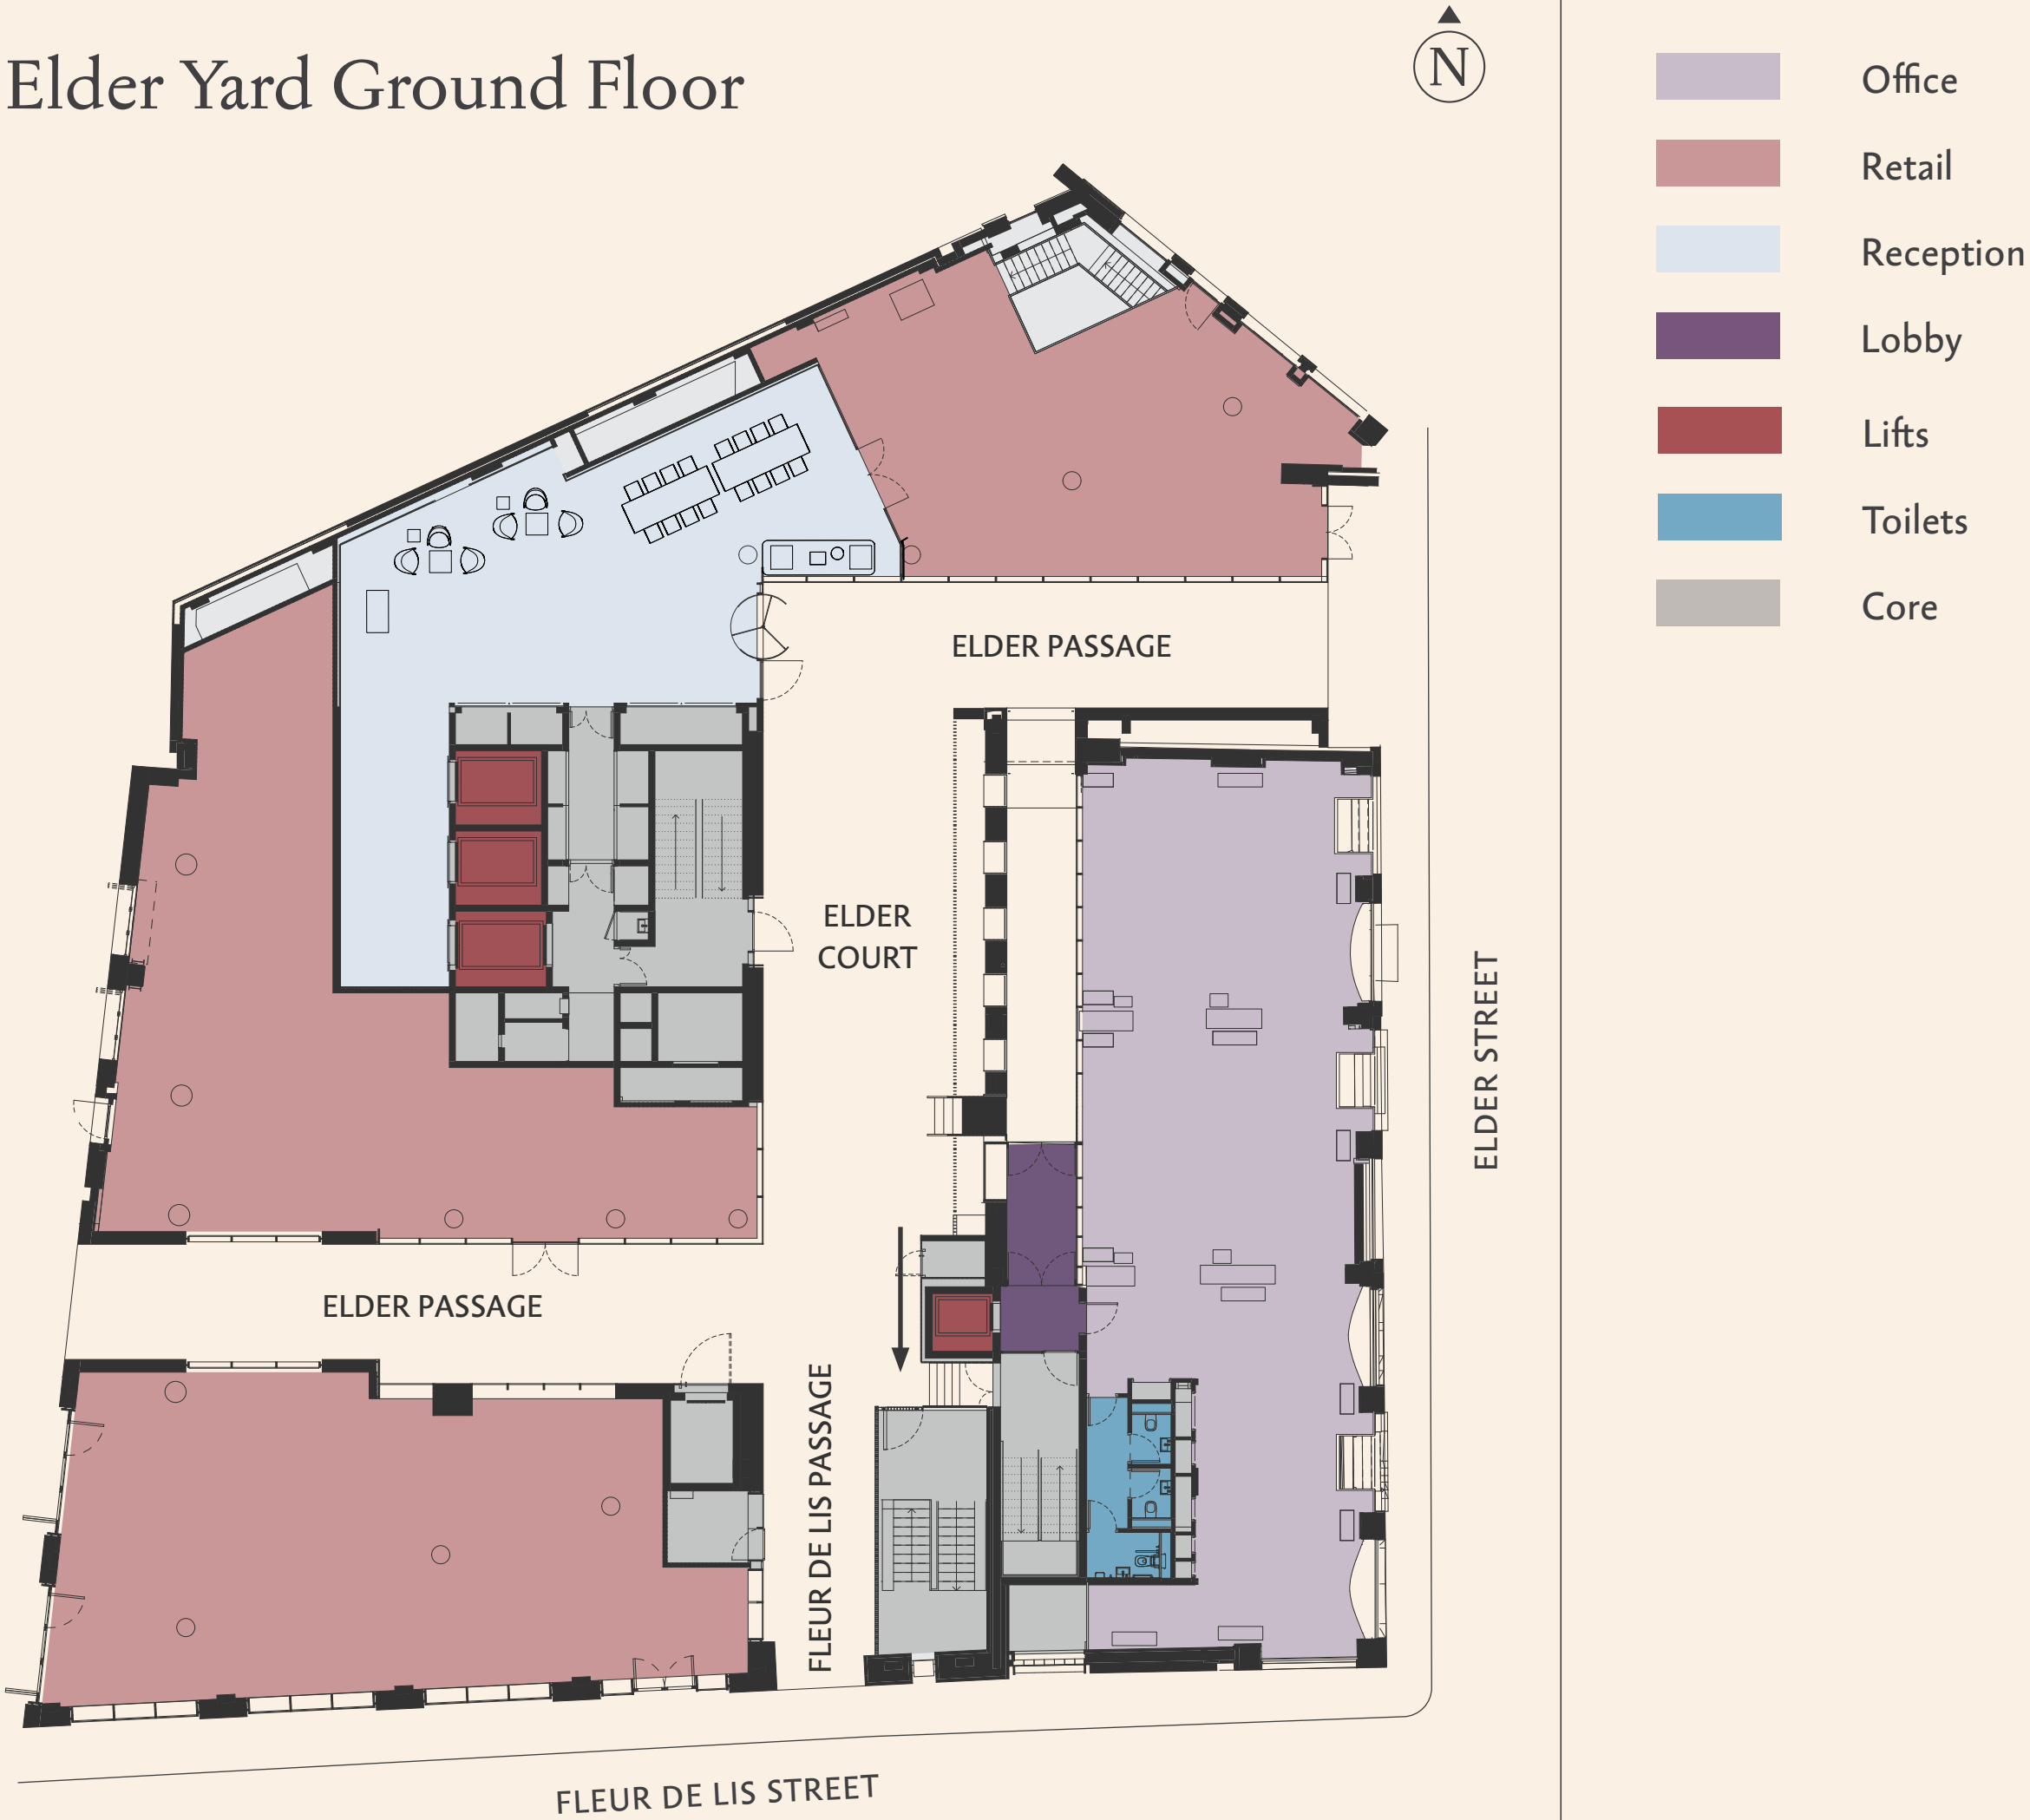 Elder Yard Ground Floor
N
Office
Retail
Reception
Lobby
Lifts
Toilets
Core
ELDER PASSAGE
ELDER
COURT
ELDER STREET
ELDER PASSAGE
FLEUR DE LIS PASSAGE
FLEUR DE LIS STREET